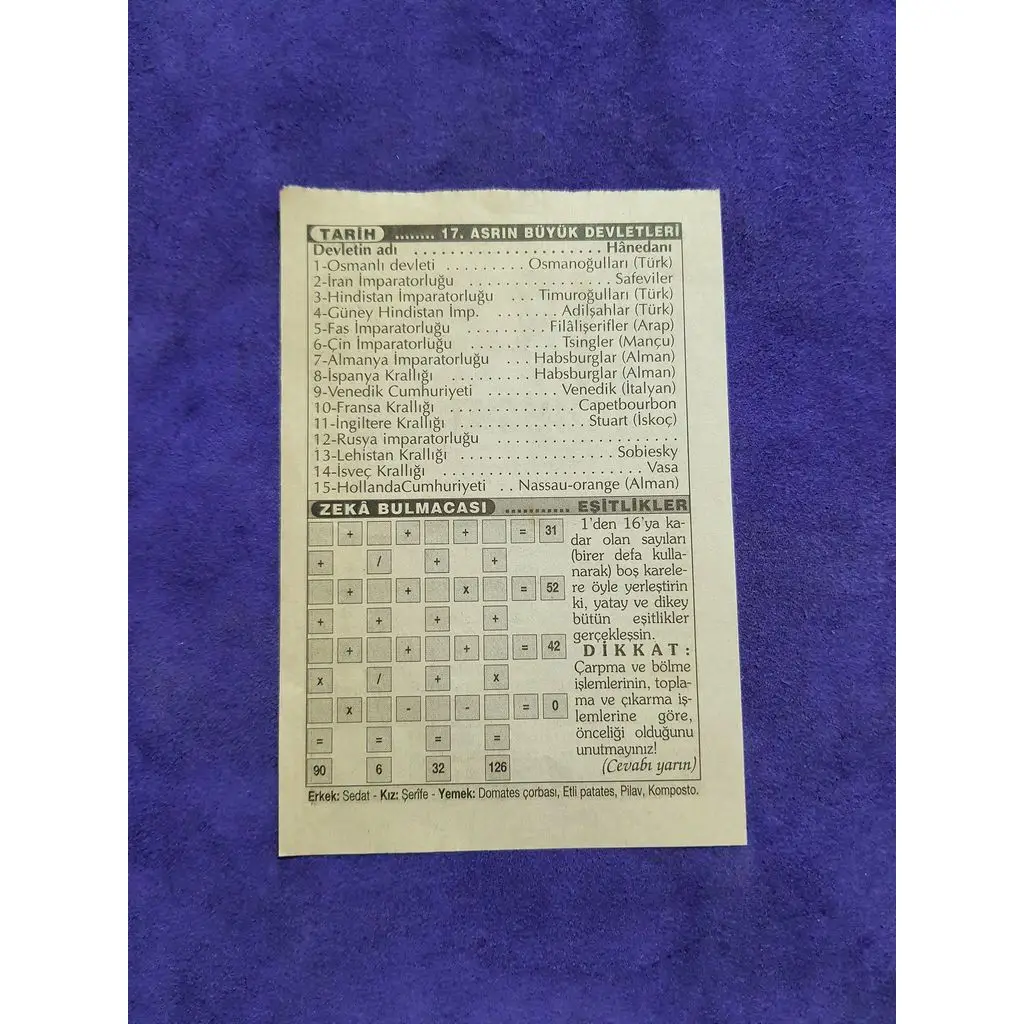 TARİH ........ 17. ASRIN BÜYÜK DEVLETLERİ
Devletin adı . . . . . . . . . . . . . . . . . . . . . . Hânedanı
1-Osmanlı devleti . . . . . . . . . Osmanoğulları (Türk)
2-İran İmparatorluğu . . . . . . . . . . . . . . . . . Safeviler
3-Hindistan İmparatorluğu . . . Timuroğulları (Türk)
4-Güney Hindistan İmp. . . . . . . . Adilşahlar (Türk)
5-Fas İmparatorluğu . . . . . . . . Filâlişerifler (Arap)
6-Çin İmparatorluğu . . . . . . . . . . Tsingler (Mançu)
7-Almanya İmparatorluğu . . . Habsburglar (Alman)
8-İspanya Krallığı . . . . . . . . . Habsburglar (Alman)
9-Venedik Cumhuriyeti . . . . . . . . Venedik (İtalyan)
10-Fransa Krallığı . . . . . . . . . . . . . . Capetbourbon
11-İngiltere Krallığı . . . . . . . . . . . . . . Stuart (İskoç)
12-Rusya imparatorluğu . . . . . . . . . . . . . . . . . . . .
13-Lehistan Krallığı . . . . . . . . . . . . . . . . . Sobiesky
14-İsveç Krallığı . . . . . . . . . . . . . . . . . . . . . . . Vasa
15-HollandaCumhuriyeti . . Nassau-orange (Alman)
ZEKÂ BULMACASI ........... EŞİTLİKLER
+ + + = 31
+ / + +
+ + x = 52
+ + + +
+ + + = 42
x / + x
x - - = 0
= = = =
90 6 32 126
1'den 16'ya ka-
dar olan sayıları
(birer defa kulla-
narak) boş karele-
re öyle yerleştirin
ki, yatay ve dikey
bütün eşitlikler
gerçekleşsin.
DİKKAT:
Çarpma ve bölme
işlemlerinin, topla-
ma ve çıkarma iş-
lemlerine göre,
önceliği olduğunu
unutmayınız!
(Cevabı yarın)
Erkek: Sedat - Kız: Şerife - Yemek: Domates çorbası, Etli patates, Pilav, Komposto.